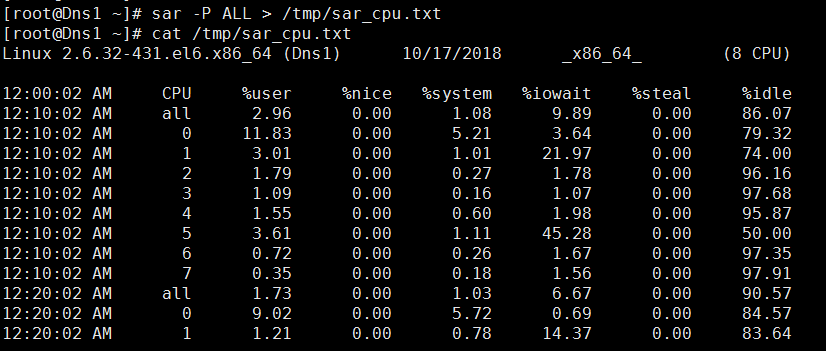 [root@Dns1 ~]# sar -P ALL > /tmp/sar_cpu.txt
[root@Dns1 ~]# cat /tmp/sar_cpu.txt
Linux 2.6.32-431.el6.x86_64 (Dns1) 10/17/2018 _x86_64_ (8 CPU)
12:00:02 AM CPU %user %nice %system %iowait %steal %idle
12:10:02 AM all 2.96 0.00 1.08 9.89 0.00 86.07
12:10:02 AM 0 11.83 0.00 5.21 3.64 0.00 79.32
12:10:02 AM 1 3.01 0.00 1.01 21.97 0.00 74.00
12:10:02 AM 2 1.79 0.00 0.27 1.78 0.00 96.16
12:10:02 AM 3 1.09 0.00 0.16 1.07 0.00 97.68
12:10:02 AM 4 1.55 0.00 0.60 1.98 0.00 95.87
12:10:02 AM 5 3.61 0.00 1.11 45.28 0.00 50.00
12:10:02 AM 6 0.72 0.00 0.26 1.67 0.00 97.35
12:10:02 AM 7 0.35 0.00 0.18 1.56 0.00 97.91
12:20:02 AM all 1.73 0.00 1.03 6.67 0.00 90.57
12:20:02 AM 0 9.02 0.00 5.72 0.69 0.00 84.57
12:20:02 AM 1 1.21 0.00 0.78 14.37 0.00 83.64